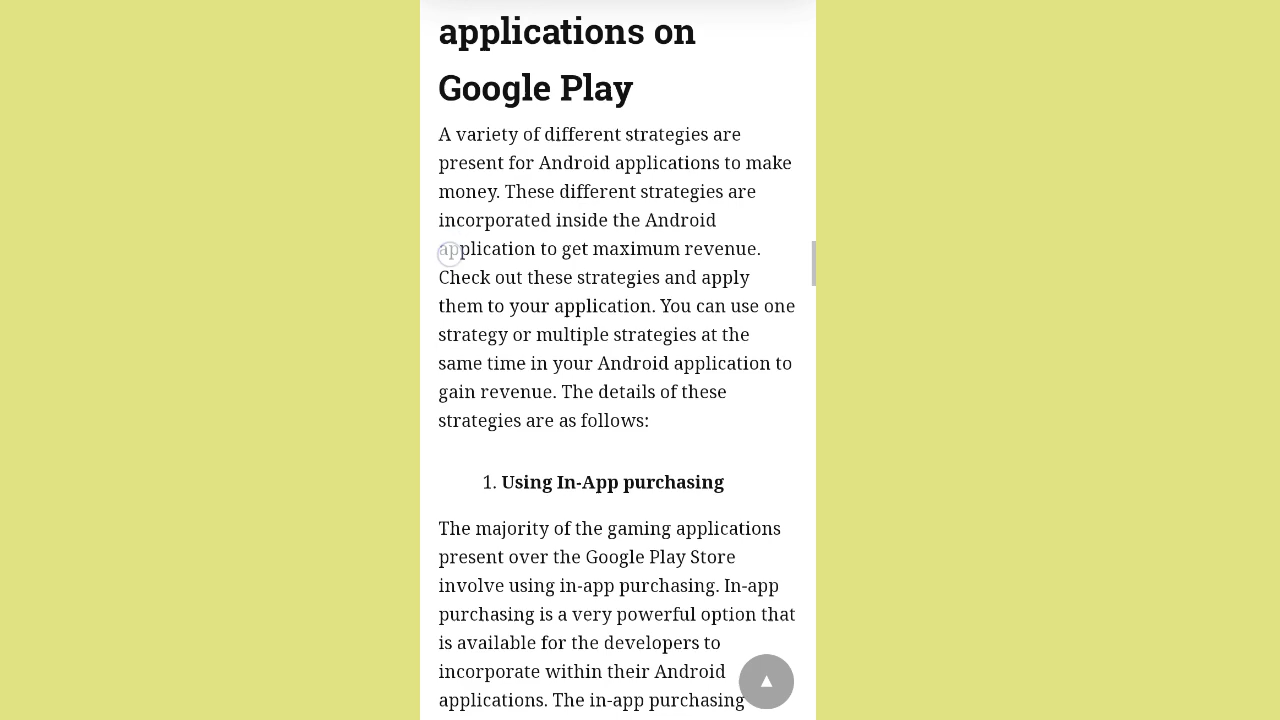 applications on
Google Play
A variety of different strategies are
present for Android applications to make
money. These different strategies are
incorporated inside the Android
application to get maximum revenue.
Check out these strategies and apply
them to your application. You can use one
strategy or multiple strategies at the
same time in your Android application to
gain revenue. The details of these
strategies are as follows:
1. Using In-App purchasing
The majority of the gaming applications
present over the Google Play Store
involve using in-app purchasing. In-app
purchasing is a very powerful option that
is available for the developers to
incorporate within their Android
applications. The in-app purchasing